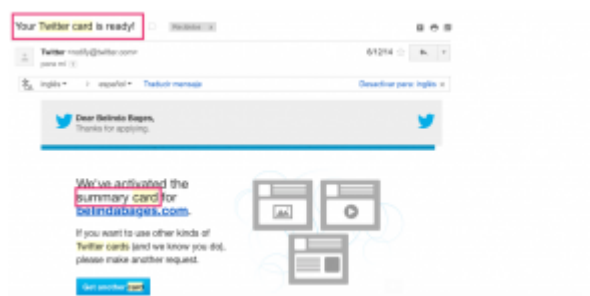 Your Twitter card is ready!
Recibidos x
Twitter <notify@twitter.com>
6/12/14
para mí
inglés > español Traducir mensaje
Desactivar para: inglés x
Dear Belinda Bages,
Thanks for applying.
We've activated the
summary card for
belindabages.com.
If you want to use other kinds of
Twitter cards (and we know you do),
please make another request.
Get another card